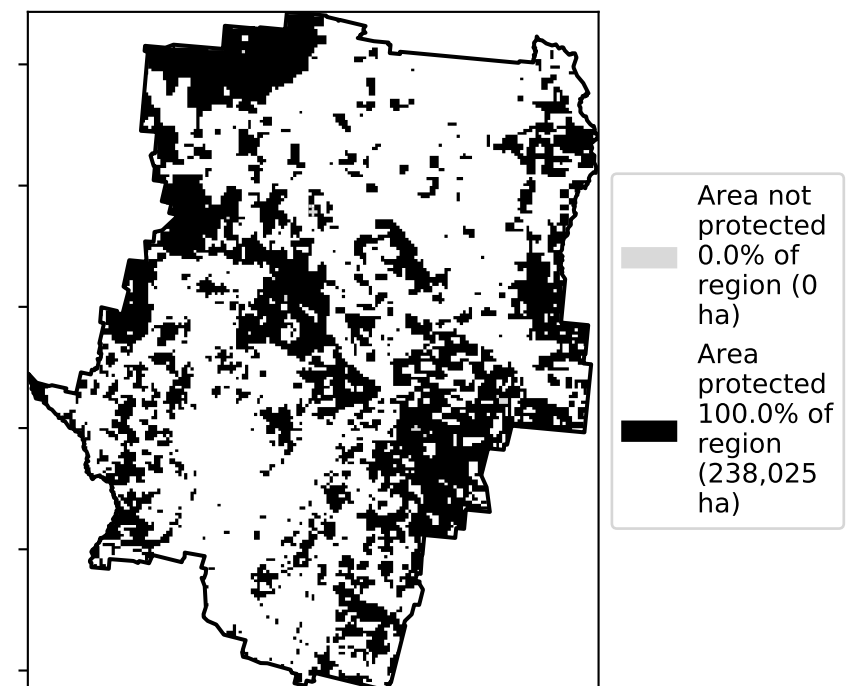 Area not
protected
0.0% of
region (0
ha)
Area
protected
100.0% of
region
(238,025
ha)